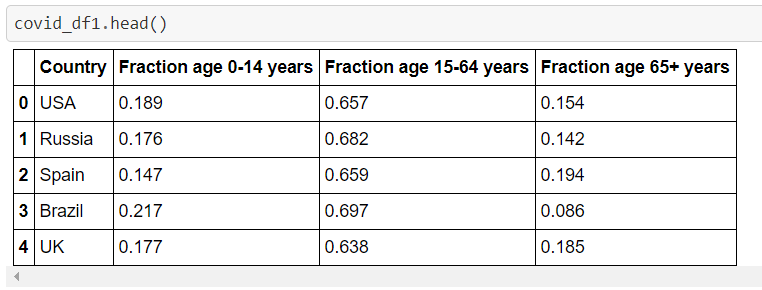 covid_df1.head()
Country Fraction age 0-14 years Fraction age 15-64 years Fraction age 65+ years
0 USA 0.189 0.657 0.154
1 Russia 0.176 0.682 0.142
2 Spain 0.147 0.659 0.194
3 Brazil 0.217 0.697 0.086
4 UK 0.177 0.638 0.185